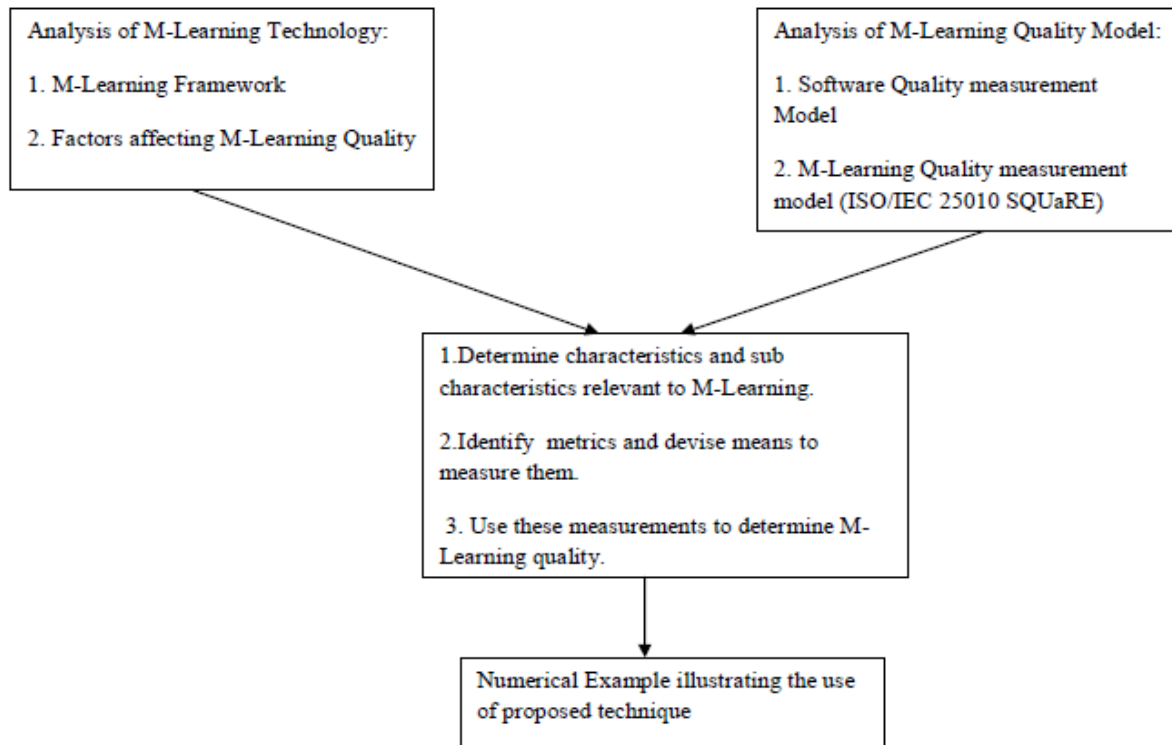 Analysis of M-Learning Technology:
1. M-Learning Framework
2. Factors affecting M-Learning Quality
Analysis of M-Learning Quality Model:
1. Software Quality measurement
Model
2. M-Learning Quality measurement
model (ISO/IEC 25010 SQUaRE)
1.Determine characteristics and sub
characteristics relevant to M-Learning.
2.Identify metrics and devise means to
measure them.
3. Use these measurements to determine M-
Learning quality.
Numerical Example illustrating the use
of proposed technique